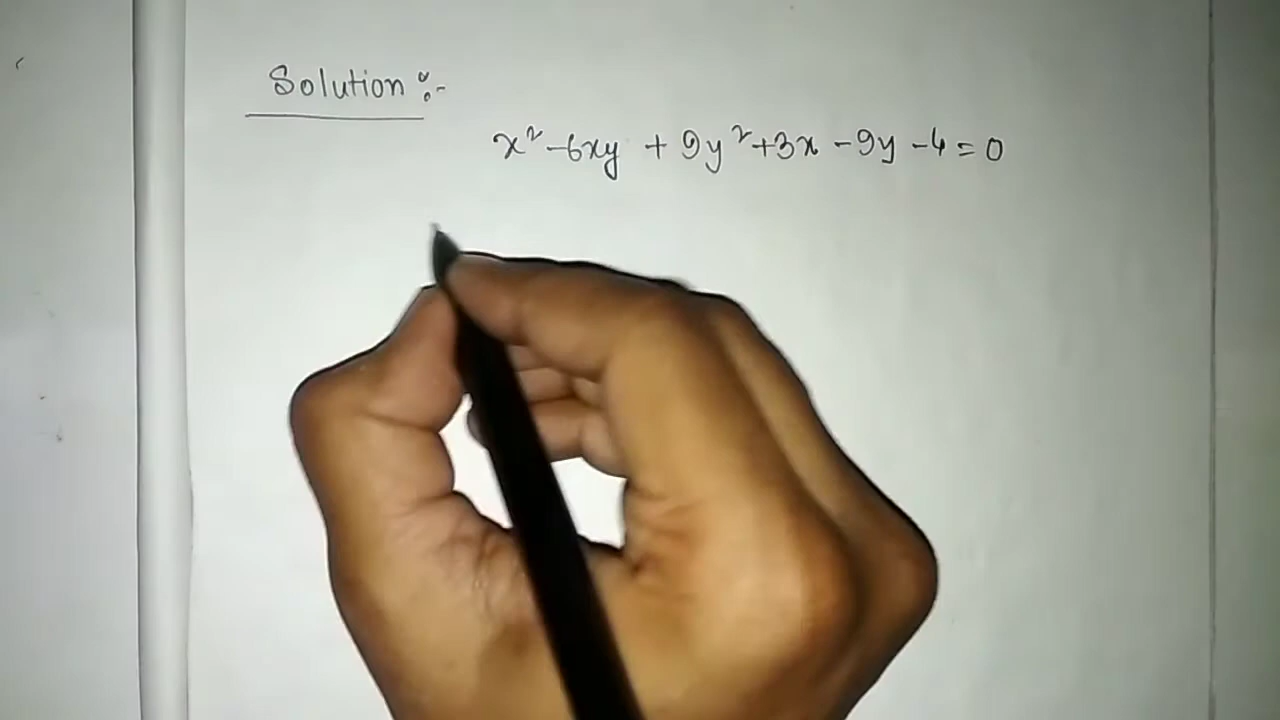 Solution :-
x² - 6xy + 9y² + 3x - 9y - 4 = 0